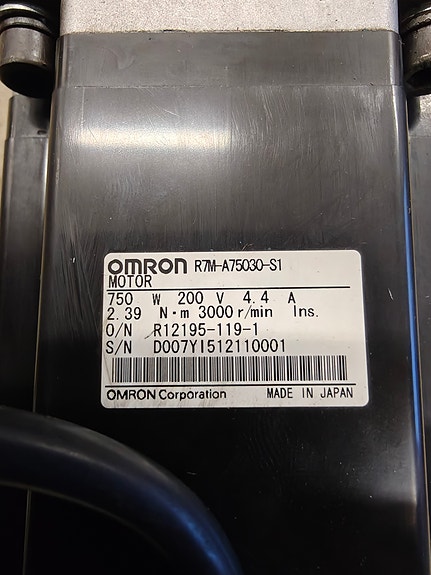 OMRON R7M-A75030-S1
MOTOR
750 W 200 V 4.4 A
2.39 N・m 3000r/min Ins.
O/N R12195-119-1
S/N D007YI512110001
OMRON Corporation MADE IN JAPAN